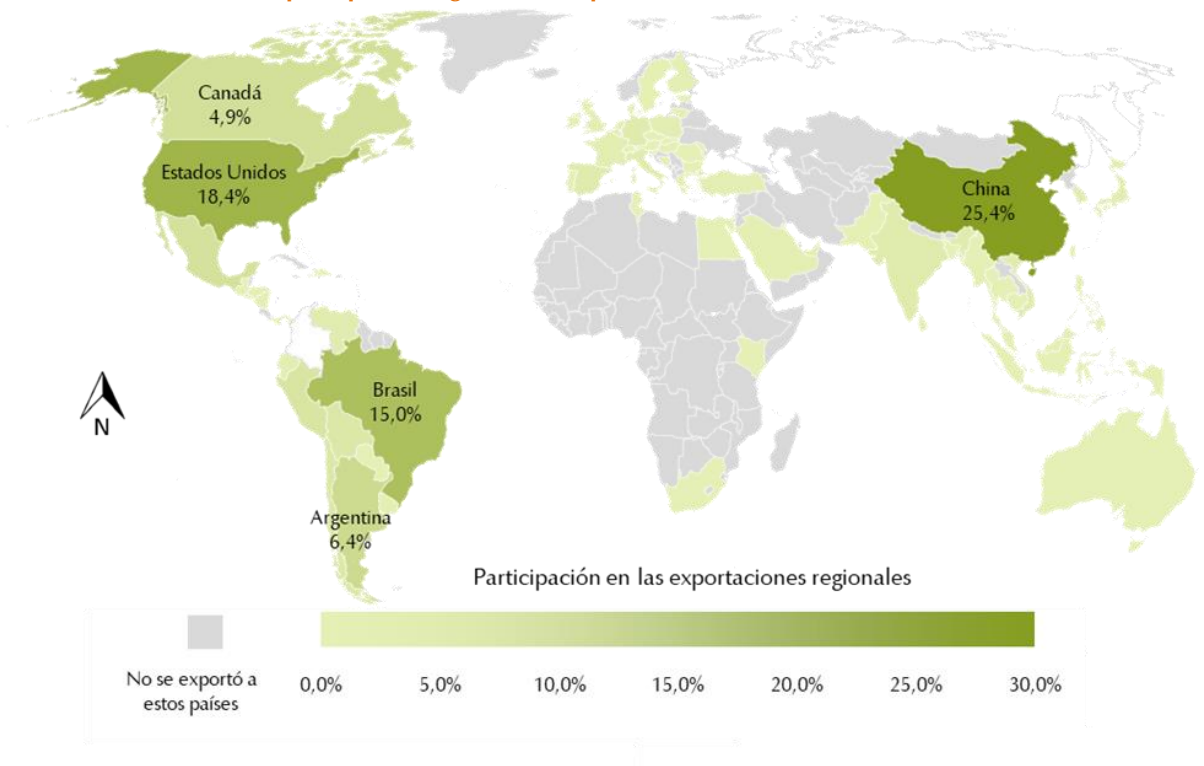 Canadá
4,9%
Estados Unidos
18,4%
China
25,4%
Brasil
15,0%
N
Argentina
6,4%
Participación en las exportaciones regionales
No se exportó a
estos países
0,0% 5,0% 10,0% 15,0% 20,0% 25,0% 30,0%